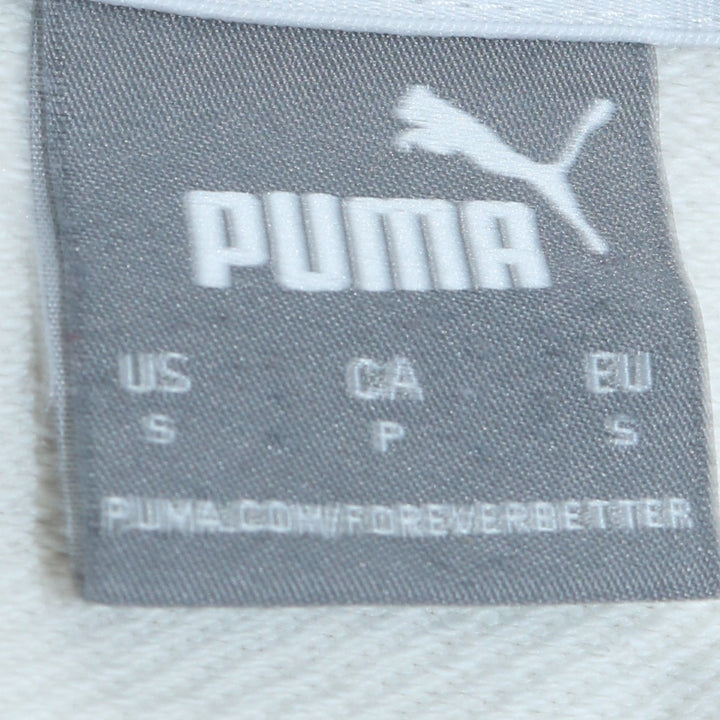 PUMA
US CA EU
S P S
PUMA.COM/FOREVERBETTER